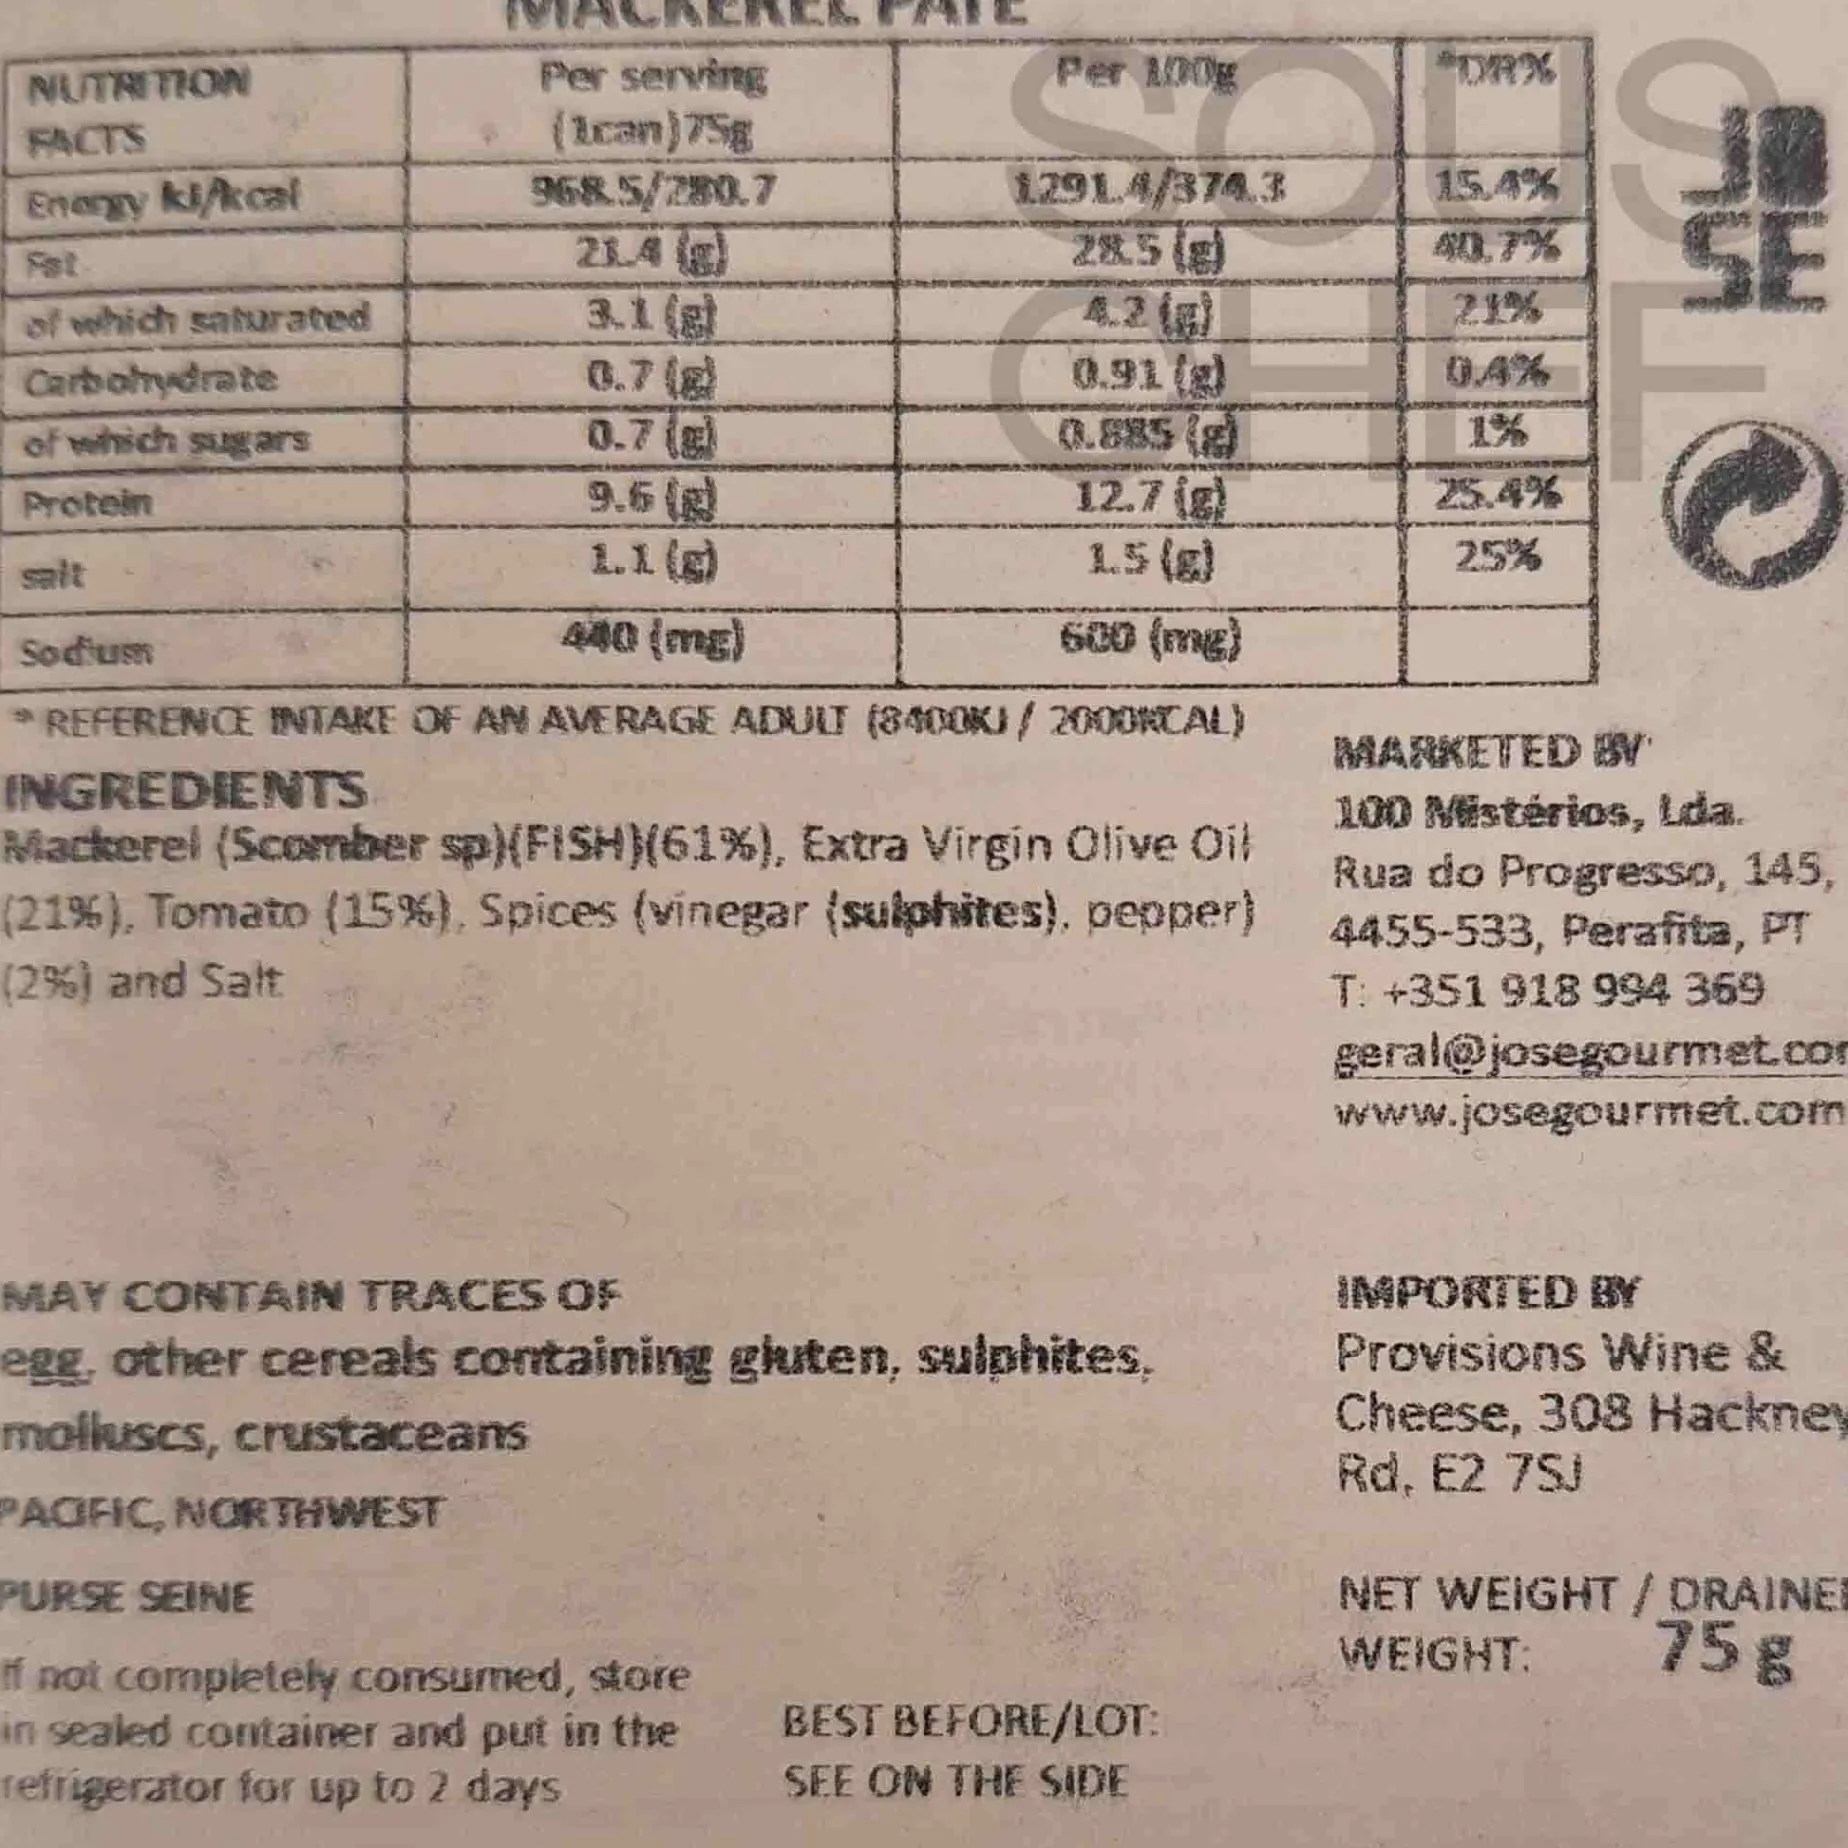 MACKEREL PATE
NUTRITION FACTS Per serving (1can)75g Per 100g *DR%
Energy kJ/kcal 968.5/280.7 1291.4/374.3 15.4%
Fat 21.4 (g) 28.5 (g) 40.7%
of which saturated 3.1 (g) 4.2 (g) 21%
Carbohydrate 0.7 (g) 0.91 (g) 0.4%
of which sugars 0.7 (g) 0.885 (g) 1%
Protein 9.6 (g) 12.7 (g) 25.4%
salt 1.1 (g) 1.5 (g) 25%
Sodium 440 (mg) 600 (mg)
SOUS
CHEF
JO
SE
* REFERENCE INTAKE OF AN AVERAGE ADULT (8400KJ / 2000KCAL)
INGREDIENTS
Mackerel (Scomber sp)(FISH)(61%), Extra Virgin Olive Oil
(21%), Tomato (15%), Spices (vinegar (sulphites), pepper)
(2%) and Salt
MARKETED BY
100 Mistérios, Lda.
Rua do Progresso, 145,
4455-533, Perafita, PT
T: +351 918 994 369
geral@josegourmet.com
www.josegourmet.com
MAY CONTAIN TRACES OF
egg, other cereals containing gluten, sulphites,
molluscs, crustaceans
PACIFIC, NORTHWEST
PURSE SEINE
If not completely consumed, store
in sealed container and put in the
refrigerator for up to 2 days
BEST BEFORE/LOT:
SEE ON THE SIDE
IMPORTED BY
Provisions Wine &
Cheese, 308 Hackney
Rd, E2 7SJ
NET WEIGHT / DRAINED
WEIGHT: 75 g